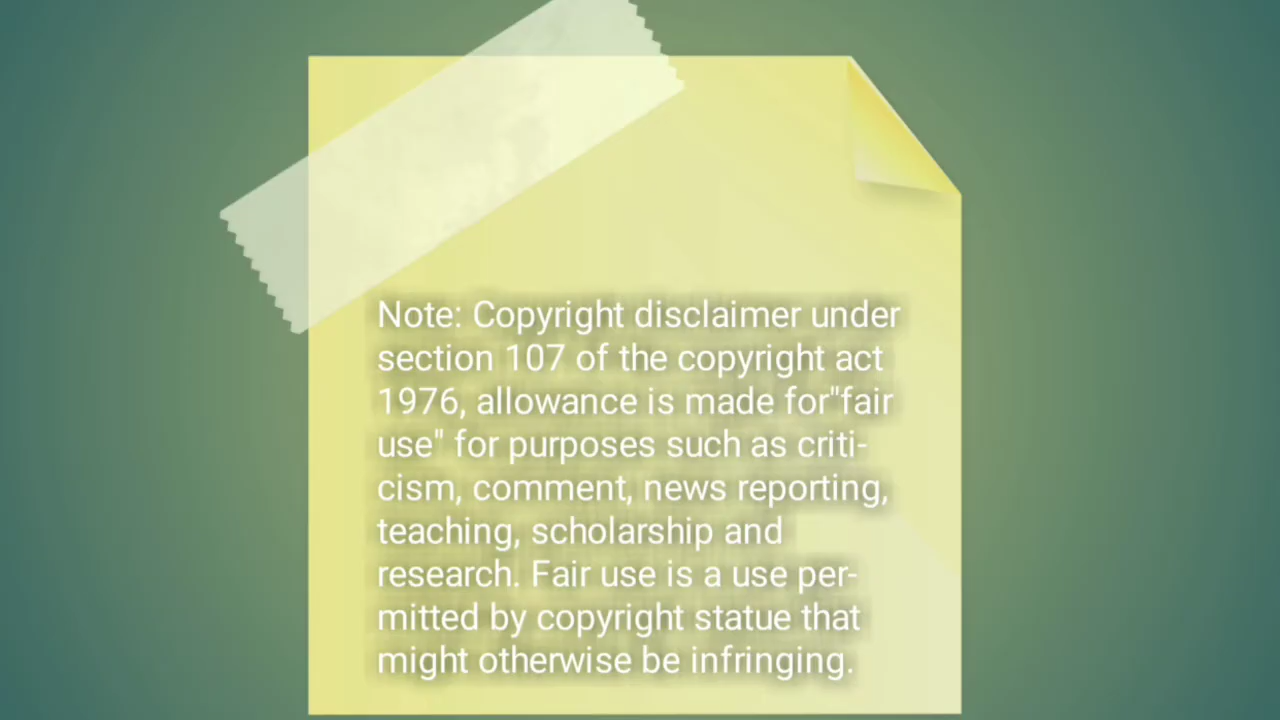 Note: Copyright disclaimer under
section 107 of the copyright act
1976, allowance is made for"fair
use" for purposes such as criti-
cism, comment, news reporting,
teaching, scholarship and
research. Fair use is a use per-
mitted by copyright statue that
might otherwise be infringing.